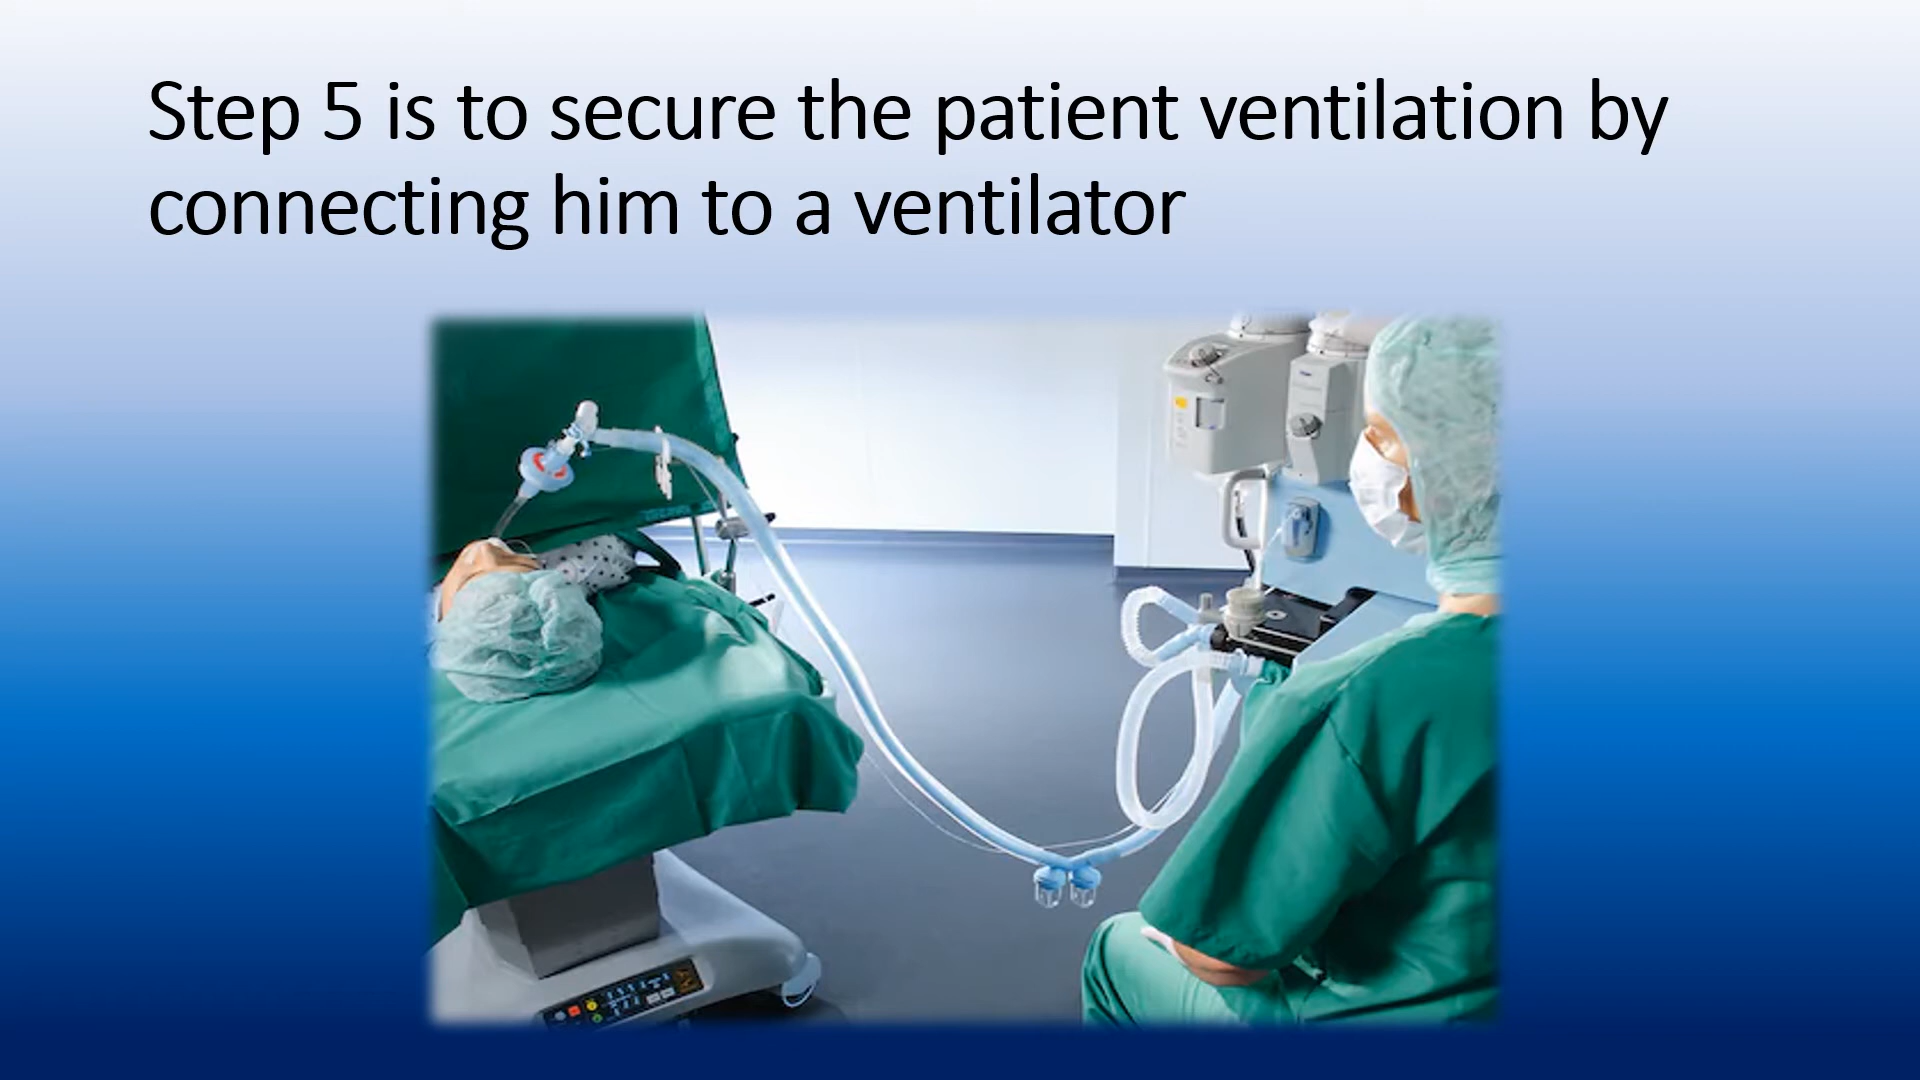 Step 5 is to secure the patient ventilation by
connecting him to a ventilator